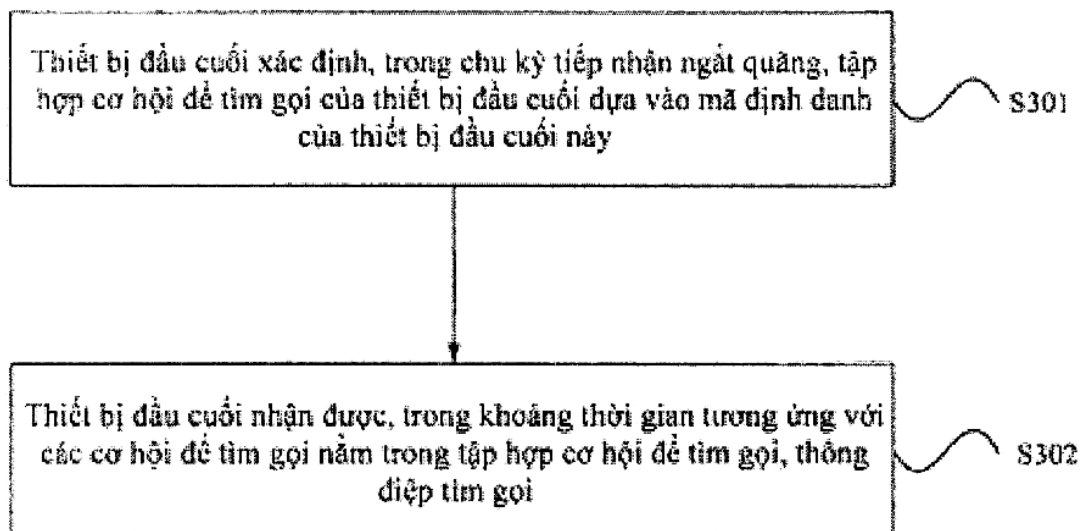 Thiết bị đầu cuối xác định, trong chu kỳ tiếp nhận ngắt quãng, tập
hợp cơ hội để tìm gọi của thiết bị đầu cuối dựa vào mã định danh
của thiết bị đầu cuối này
S301
Thiết bị đầu cuối nhận được, trong khoảng thời gian tương ứng với
các cơ hội để tìm gọi nằm trong tập hợp cơ hội để tìm gọi, thông
điệp tìm gọi
S302